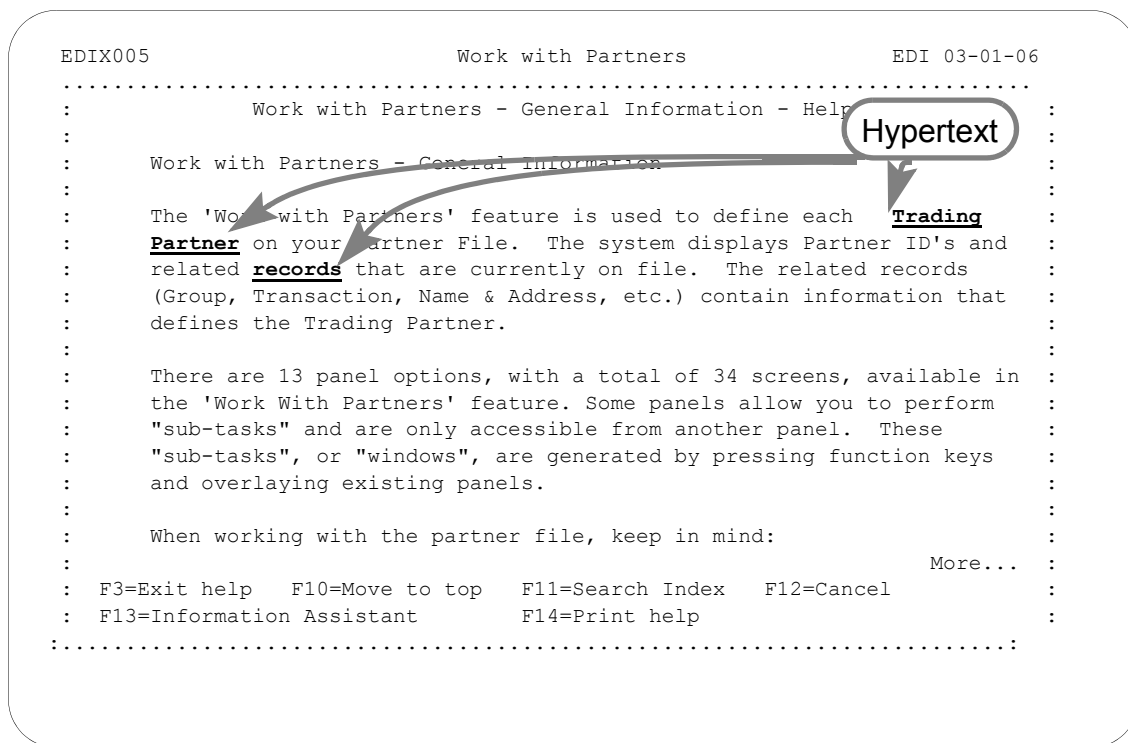 EDIX005 Work with Partners EDI 03-01-06
............................................................................
: Work with Partners - General Information - Help :
Hypertext
: :
: Work with Partners - General Information :
: :
: The 'Work with Partners' feature is used to define each Trading :
: Partner on your Partner File. The system displays Partner ID's and :
: related records that are currently on file. The related records :
: (Group, Transaction, Name & Address, etc.) contain information that :
: defines the Trading Partner. :
: :
: There are 13 panel options, with a total of 34 screens, available in :
: the 'Work With Partners' feature. Some panels allow you to perform :
: "sub-tasks" and are only accessible from another panel. These :
: "sub-tasks", or "windows", are generated by pressing function keys :
: and overlaying existing panels. :
: :
: When working with the partner file, keep in mind: :
: More... :
: F3=Exit help F10=Move to top F11=Search Index F12=Cancel :
: F13=Information Assistant F14=Print help :
:..........................................................................: